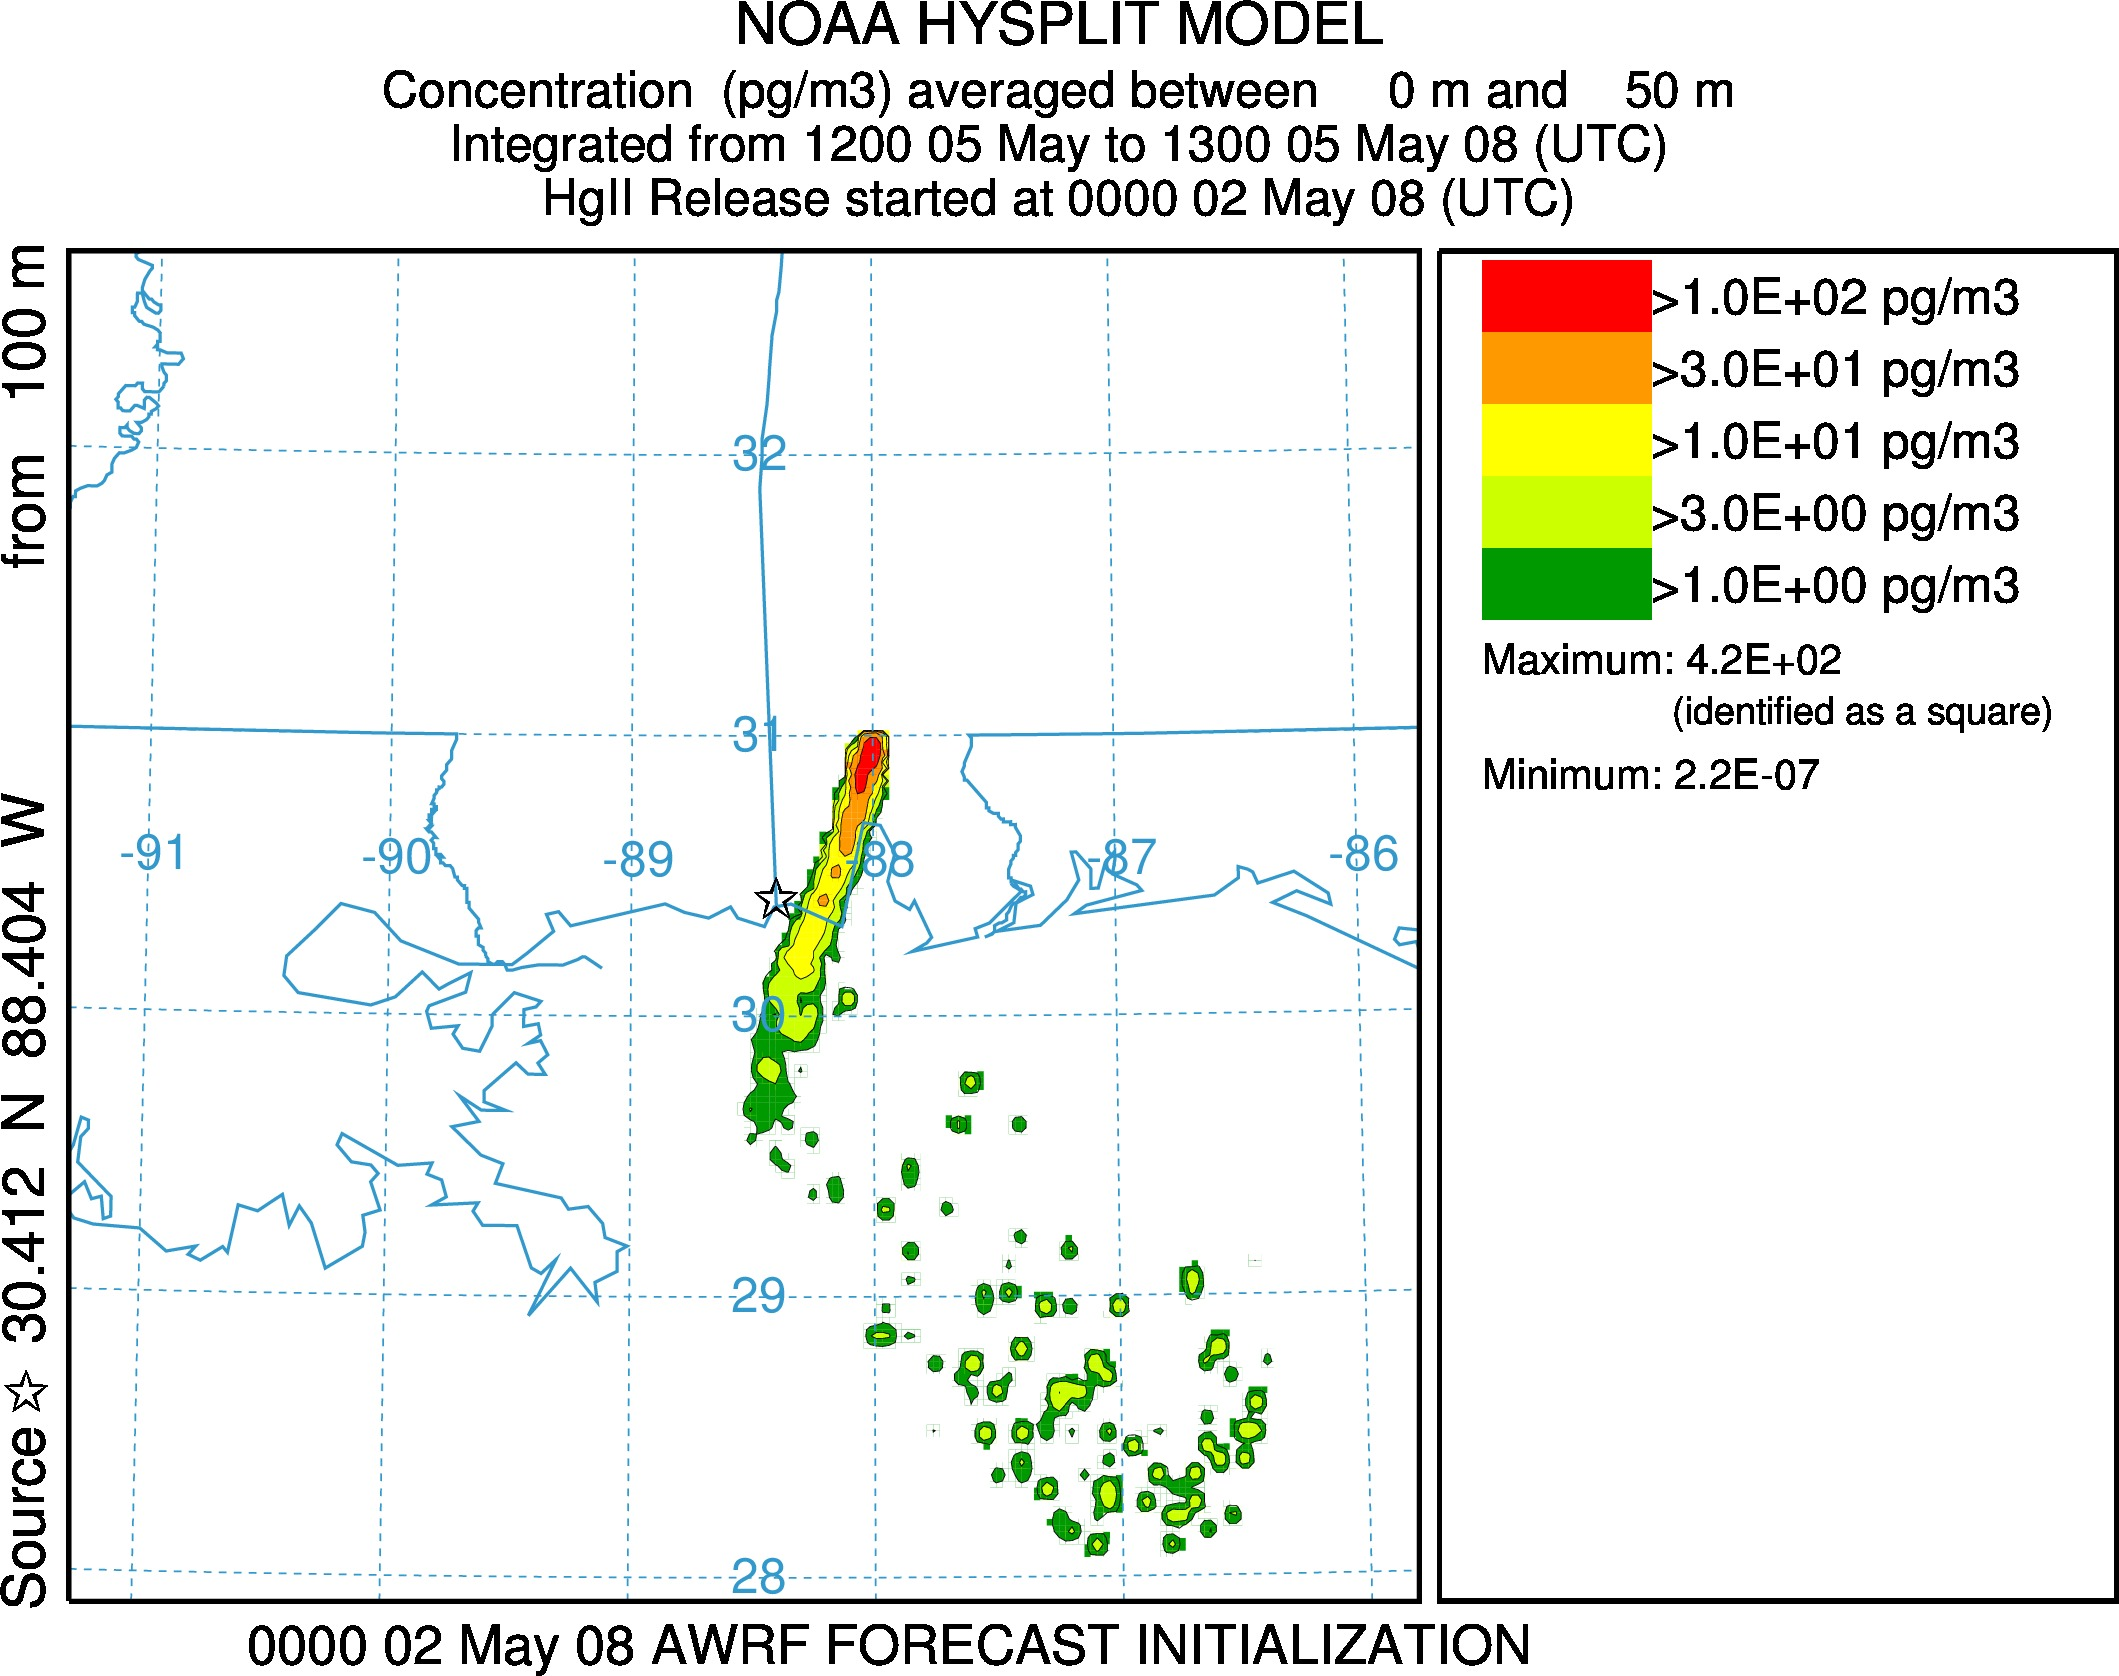 NOAA HYSPLIT MODEL
Concentration (pg/m3) averaged between 0 m and 50 m
Integrated from 1200 05 May to 1300 05 May 08 (UTC)
HgII Release started at 0000 02 May 08 (UTC)
Source ☆ 30.412 N 88.404 W from 100 m
32
31
-91
-90
-89
-88
-87
-86
30
29
28
>1.0E+02 pg/m3
>3.0E+01 pg/m3
>1.0E+01 pg/m3
>3.0E+00 pg/m3
>1.0E+00 pg/m3
Maximum: 4.2E+02
(identified as a square)
Minimum: 2.2E-07
0000 02 May 08 AWRF FORECAST INITIALIZATION